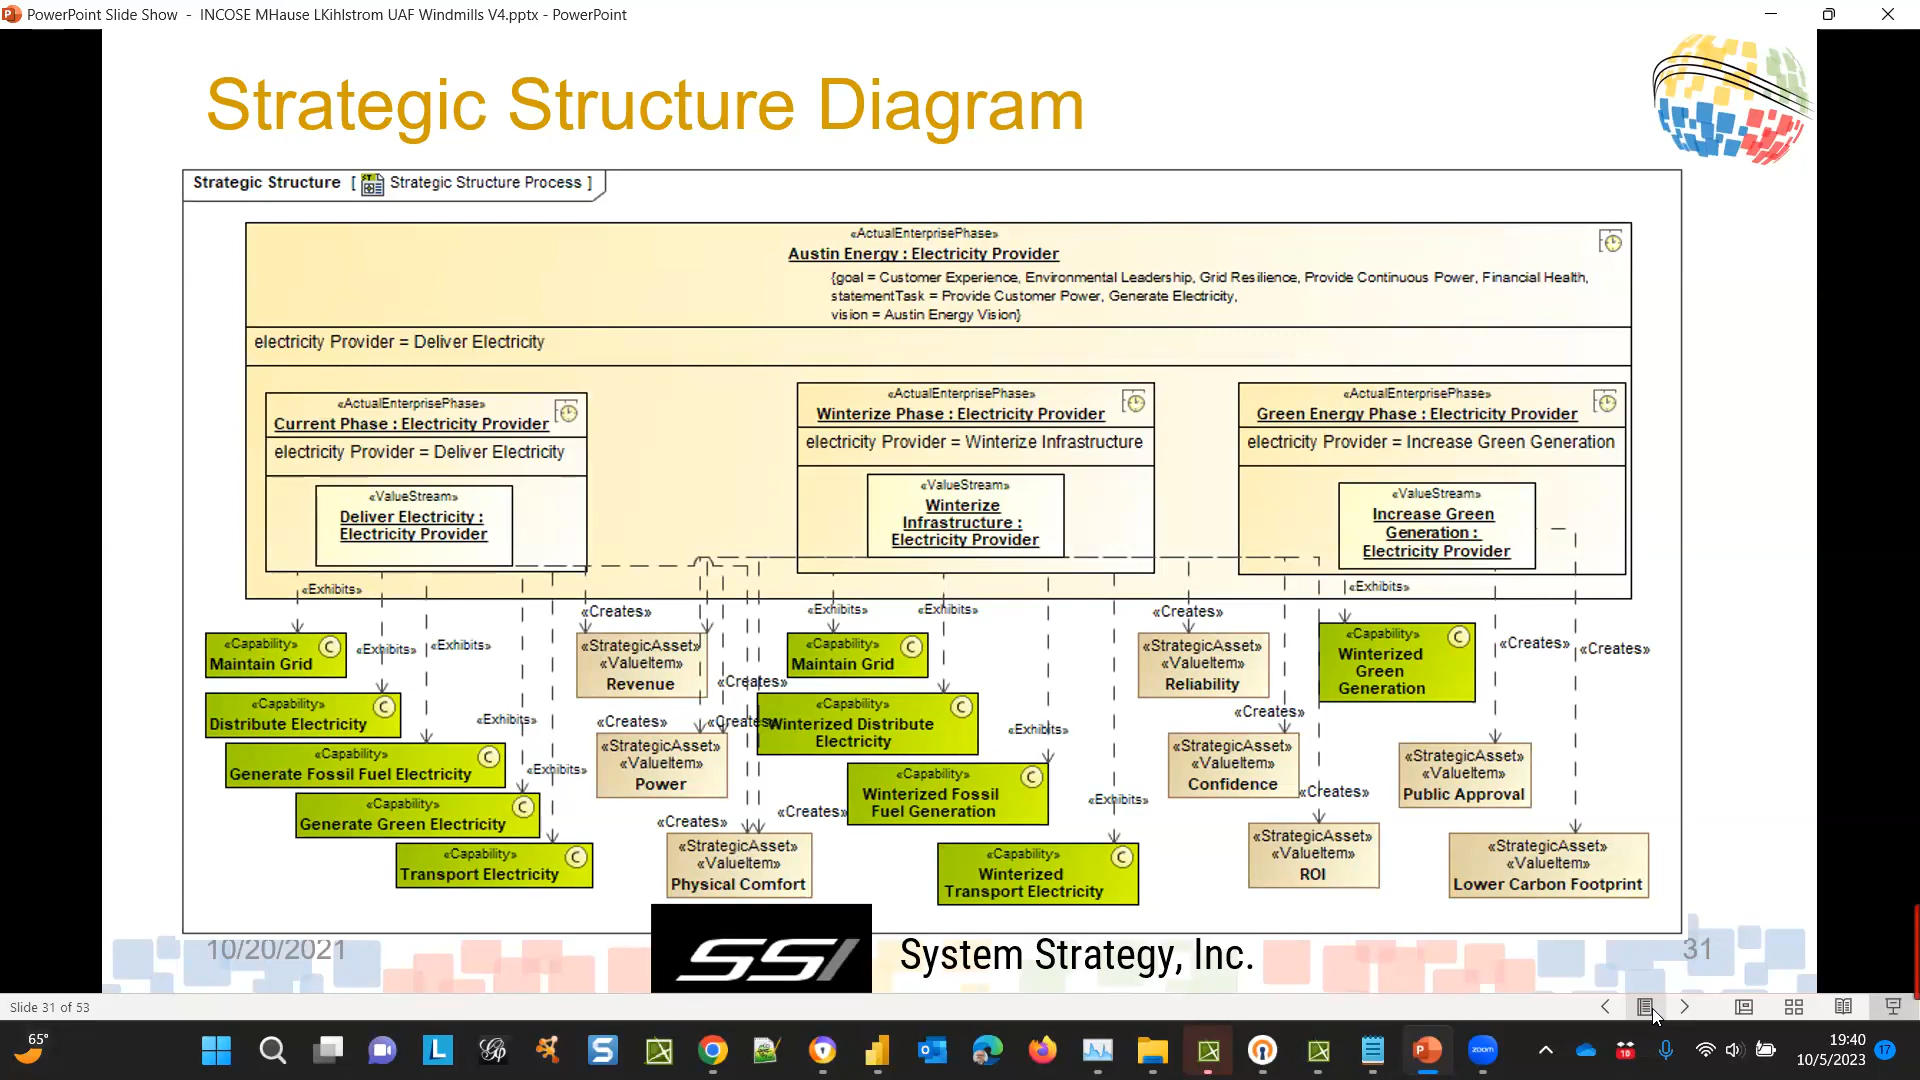 PowerPoint Slide Show - INCOSE MHause LKihlstrom UAF Windmills V4.pptx - PowerPoint
Strategic Structure Diagram
Strategic Structure [ Strategic Structure Process ]
«ActualEnterprisePhase»
Austin Energy : Electricity Provider
{goal = Customer Experience, Environmental Leadership, Grid Resilience, Provide Continuous Power, Financial Health,
statementTask = Provide Customer Power, Generate Electricity,
vision = Austin Energy Vision}
electricity Provider = Deliver Electricity
«ActualEnterprisePhase»
Current Phase : Electricity Provider
electricity Provider = Deliver Electricity
«ValueStream»
Deliver Electricity :
Electricity Provider
«ActualEnterprisePhase»
Winterize Phase : Electricity Provider
electricity Provider = Winterize Infrastructure
«ValueStream»
Winterize
Infrastructure :
Electricity Provider
«ActualEnterprisePhase»
Green Energy Phase : Electricity Provider
electricity Provider = Increase Green Generation
«ValueStream»
Increase Green
Generation :
Electricity Provider
«Exhibits»
«Exhibits»
«Exhibits»
«Exhibits»
«Exhibits»
«Capability» C
Maintain Grid
«Capability» C
Distribute Electricity
«Capability» C
Generate Fossil Fuel Electricity
«Capability» C
Generate Green Electricity
«Capability» C
Transport Electricity
«Creates»
«StrategicAsset»
«ValueItem»
Revenue
«Creates»
«Creates»
«Creates»
«StrategicAsset»
«ValueItem»
Power
«Creates»
«Creates»
«StrategicAsset»
«ValueItem»
Physical Comfort
«Exhibits»
«Exhibits»
«Exhibits»
«Exhibits»
«Capability» C
Maintain Grid
«Capability» C
Winterized Distribute
Electricity
«Capability» C
Winterized Fossil
Fuel Generation
«Capability» C
Winterized
Transport Electricity
«Creates»
«StrategicAsset»
«ValueItem»
Reliability
«Creates»
«StrategicAsset»
«ValueItem»
Confidence
«Creates»
«StrategicAsset»
«ValueItem»
ROI
«Exhibits»
«Capability» C
Winterized
Green
Generation
«Creates»
«Creates»
«StrategicAsset»
«ValueItem»
Public Approval
«StrategicAsset»
«ValueItem»
Lower Carbon Footprint
10/20/2021
SSI
System Strategy, Inc.
31
Slide 31 of 53
65°
L
S
P
zoom
10
19:40
10/5/2023
17